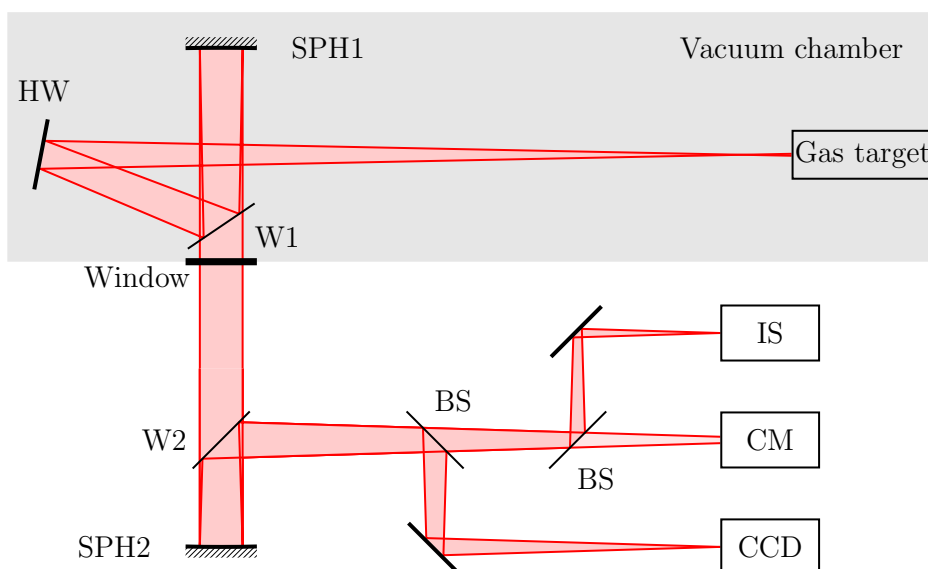 SPH1
Vacuum chamber
HW
Gas target
W1
Window
IS
BS
W2
CM
BS
SPH2
CCD